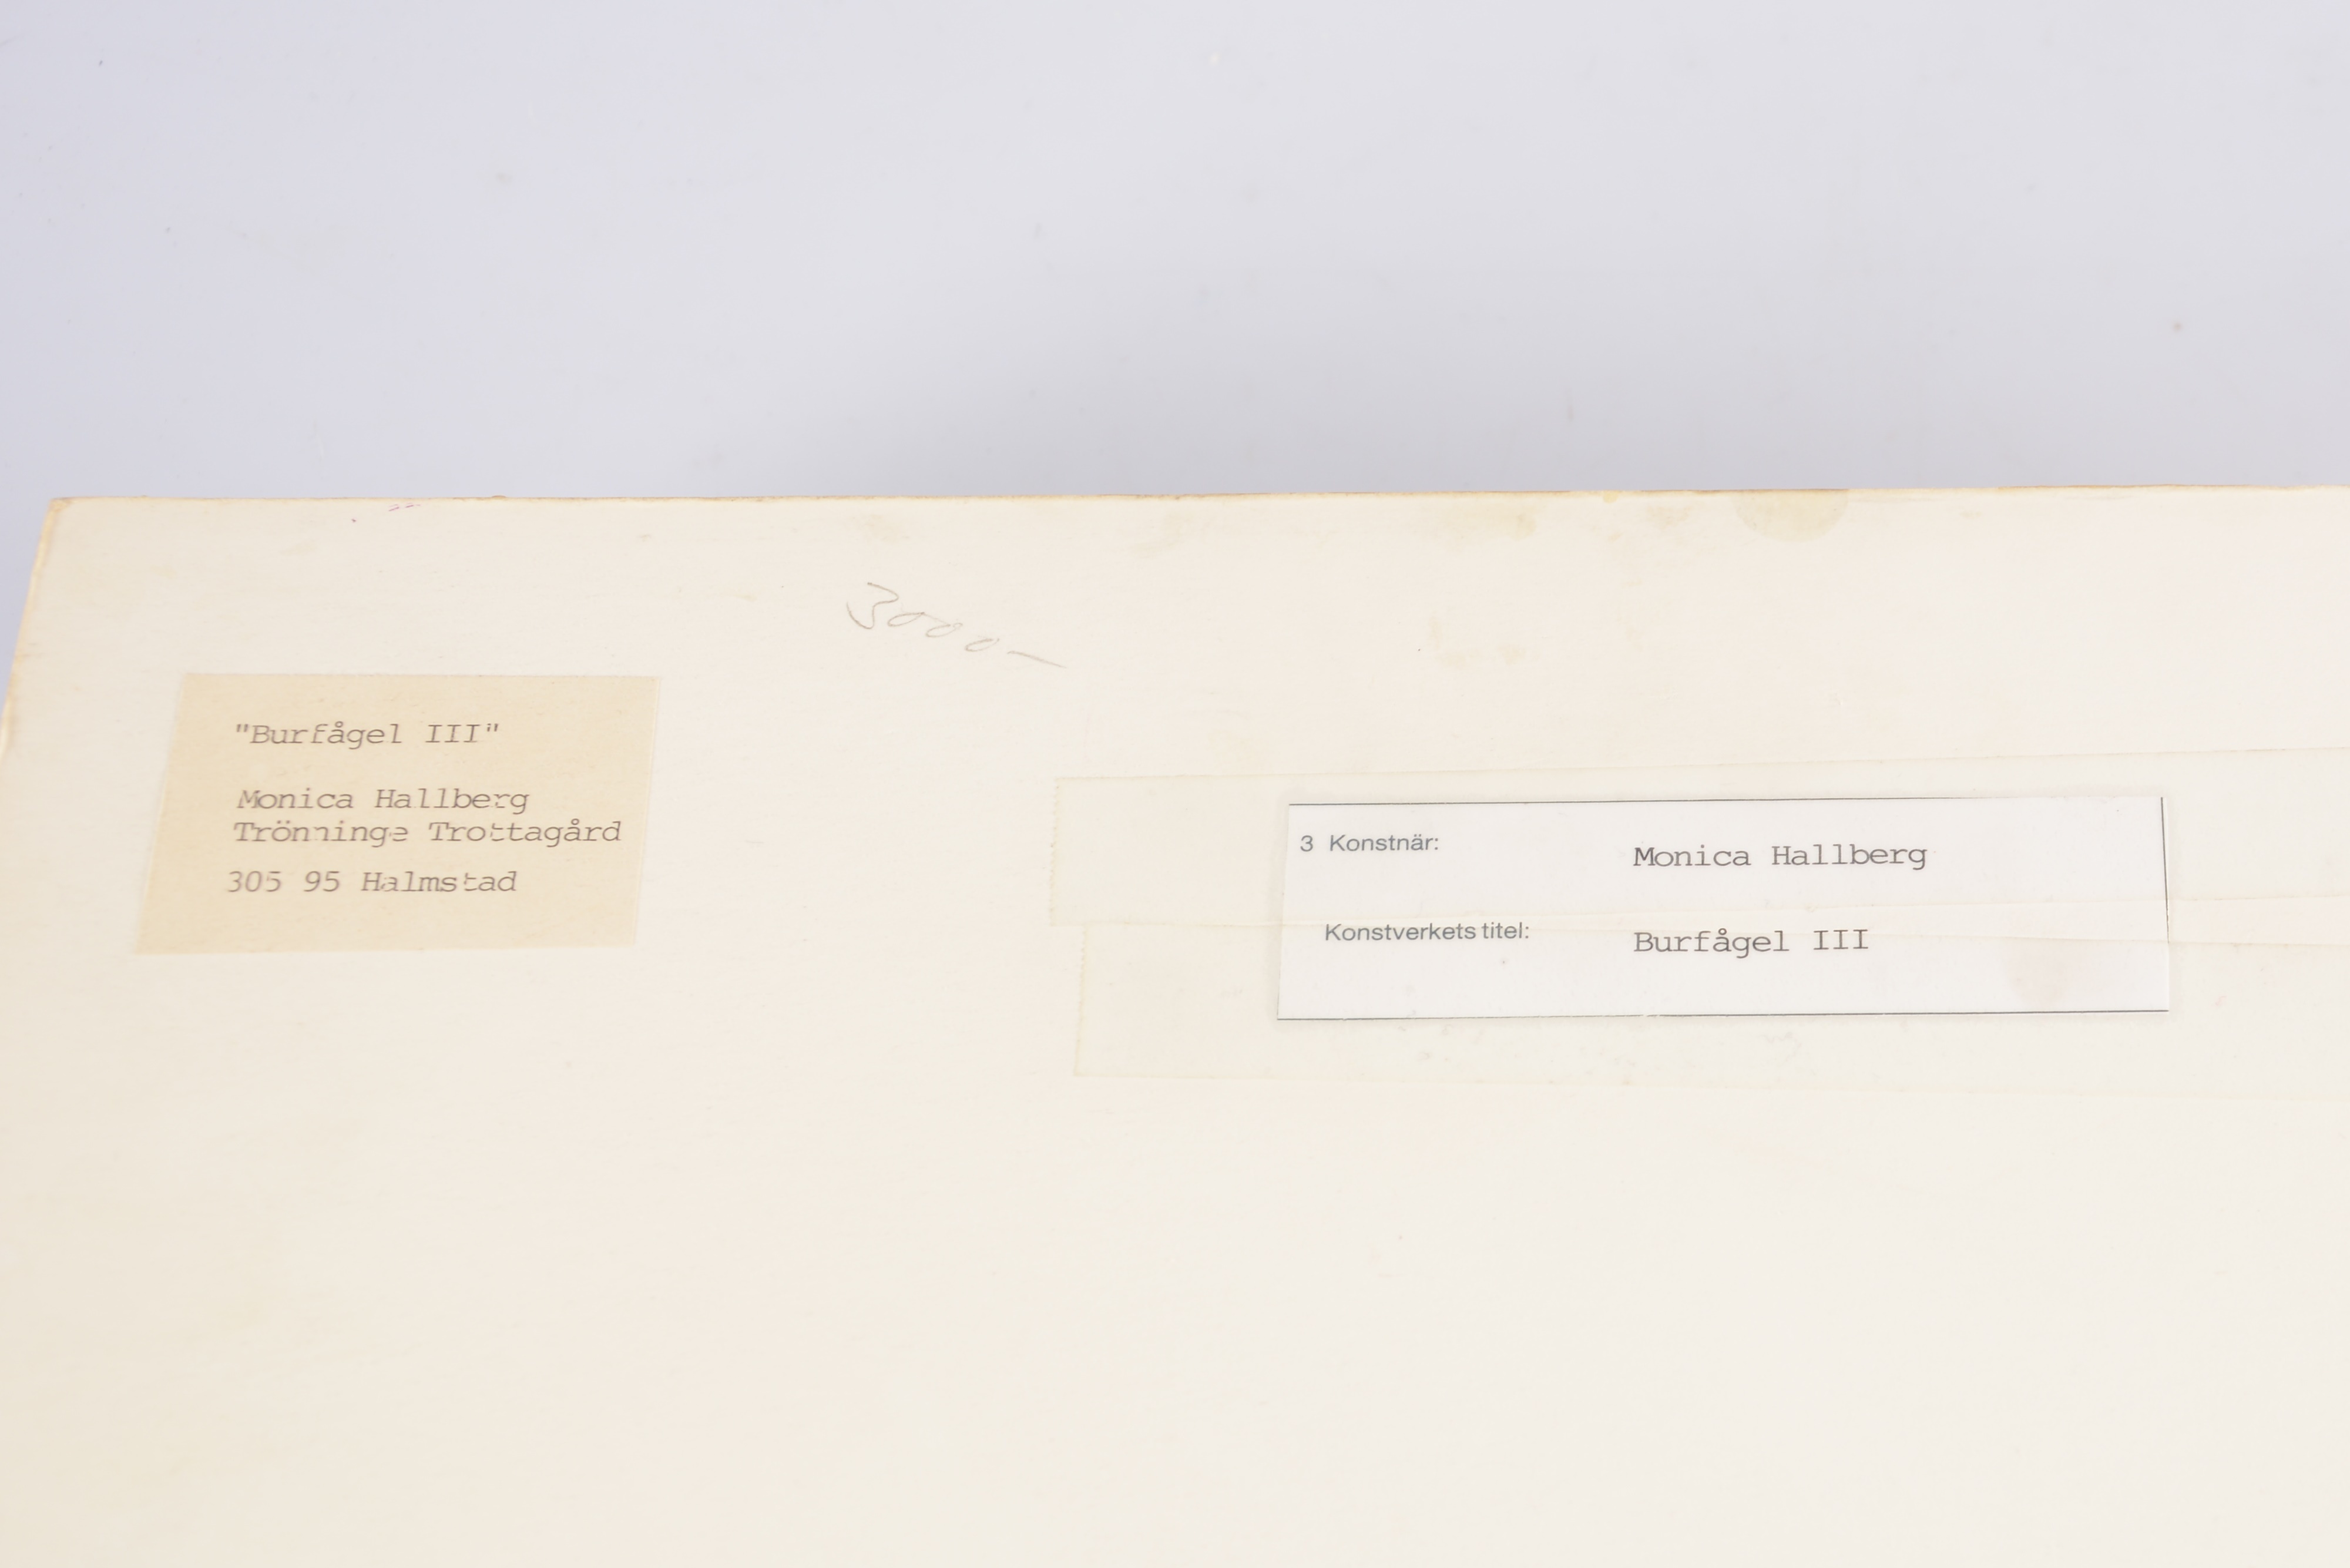 3000-
"Burfågel III"
Monica Hallberg
Trönninge Trottagård
305 95 Halmstad
3 Konstnär: Monica Hallberg
Konstverkets titel: Burfågel III